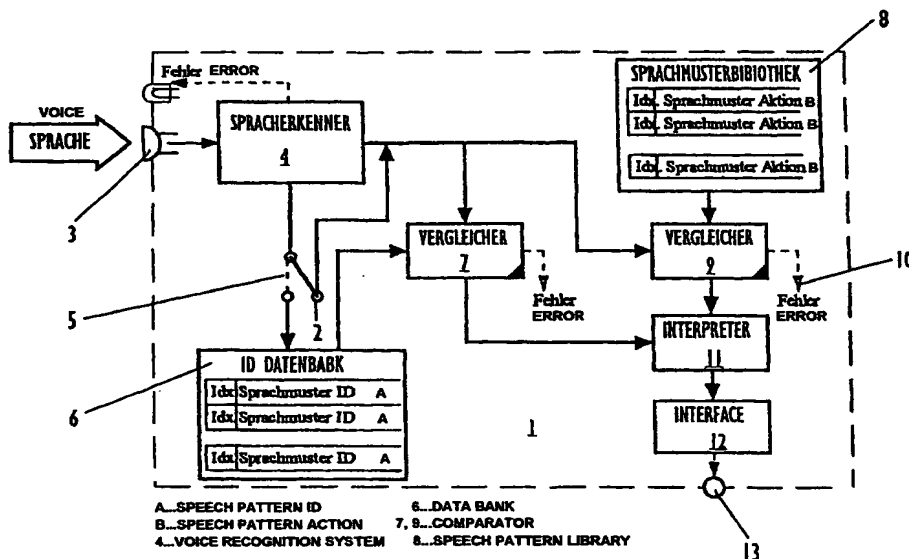 8
Fehler ERROR
SPRACHMUSTERBIBIOTHEK
Idx. Sprachmuster Aktion B
Idx. Sprachmuster Aktion B
Idx. Sprachmuster Aktion B
VOICE
SPRACHE
SPRACHERKENNER
4
3
VERGLEICHER
7
VERGLEICHER
9
10
Fehler
ERROR
Fehler
ERROR
5
2
INTERPRETER
11
6
ID DATENBABK
Idx Sprachmuster ID A
Idx Sprachmuster ID A
Idx Sprachmuster ID A
1
INTERFACE
12
13
A...SPEECH PATTERN ID
B...SPEECH PATTERN ACTION
4...VOICE RECOGNITION SYSTEM
6...DATA BANK
7, 9...COMPARATOR
8...SPEECH PATTERN LIBRARY